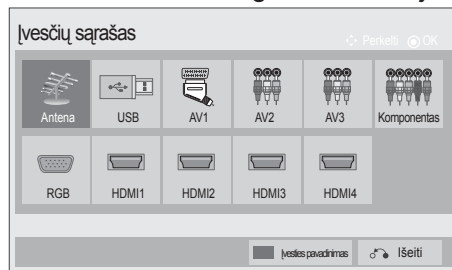 Įvesčių sąrašas
Perkelti OK
Antena USB AV1 AV2 AV3 Komponentas
RGB HDMI1 HDMI2 HDMI3 HDMI4
Įvesties pavadinimas Išeiti